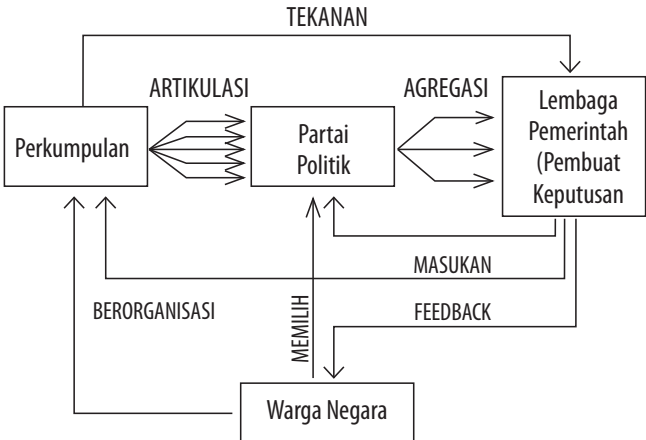 TEKANAN
ARTIKULASI
AGREGASI
Perkumpulan
Partai
Politik
Lembaga
Pemerintah
(Pembuat
Keputusan
MASUKAN
BERORGANISASI
MEMILIH
FEEDBACK
Warga Negara